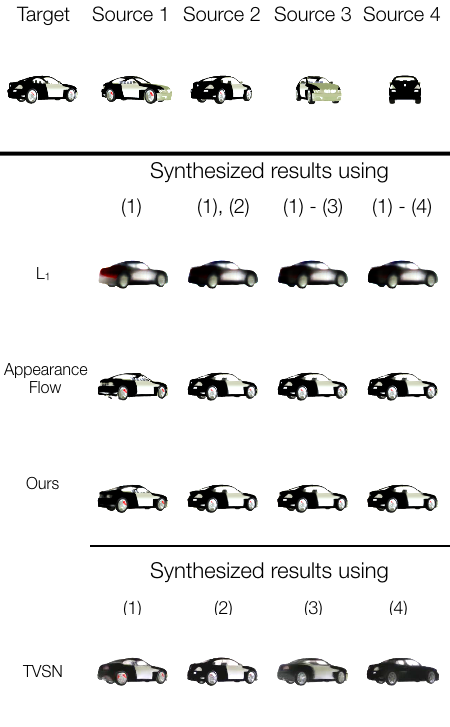 Target Source 1 Source 2 Source 3 Source 4
Synthesized results using
(1) (1), (2) (1) - (3) (1) - (4)
L₁
Appearance
Flow
Ours
Synthesized results using
(1) (2) (3) (4)
TVSN